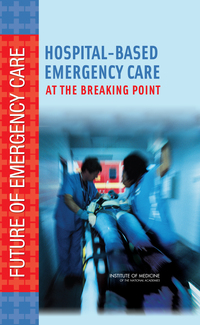 FUTURE OF EMERGENCY CARE
HOSPITAL-BASED
EMERGENCY CARE
AT THE BREAKING POINT
INSTITUTE OF MEDICINE
OF THE NATIONAL ACADEMIES